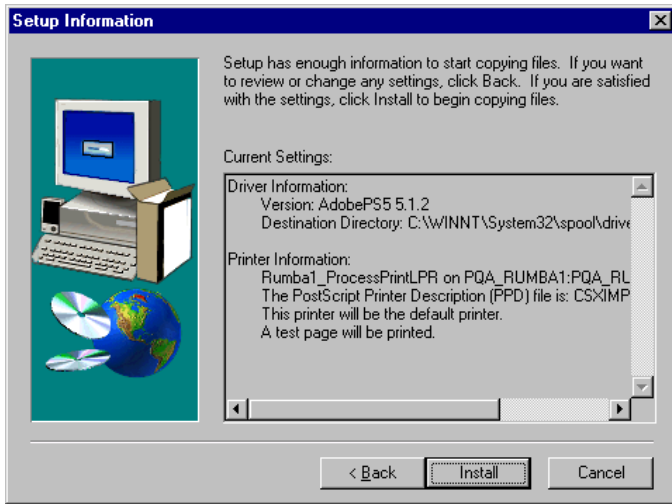 Setup Information
Setup has enough information to start copying files. If you want
to review or change any settings, click Back. If you are satisfied
with the settings, click Install to begin copying files.
Current Settings:
Driver Information:
Version: AdobePS5 5.1.2
Destination Directory: C:\WINNT\System32\spool\drive
Printer Information:
Rumba1_ProcessPrintLPR on PQA_RUMBA1:PQA_RU
The PostScript Printer Description (PPD) file is: CSXIMP
This printer will be the default printer.
A test page will be printed.
< Back
Install
Cancel